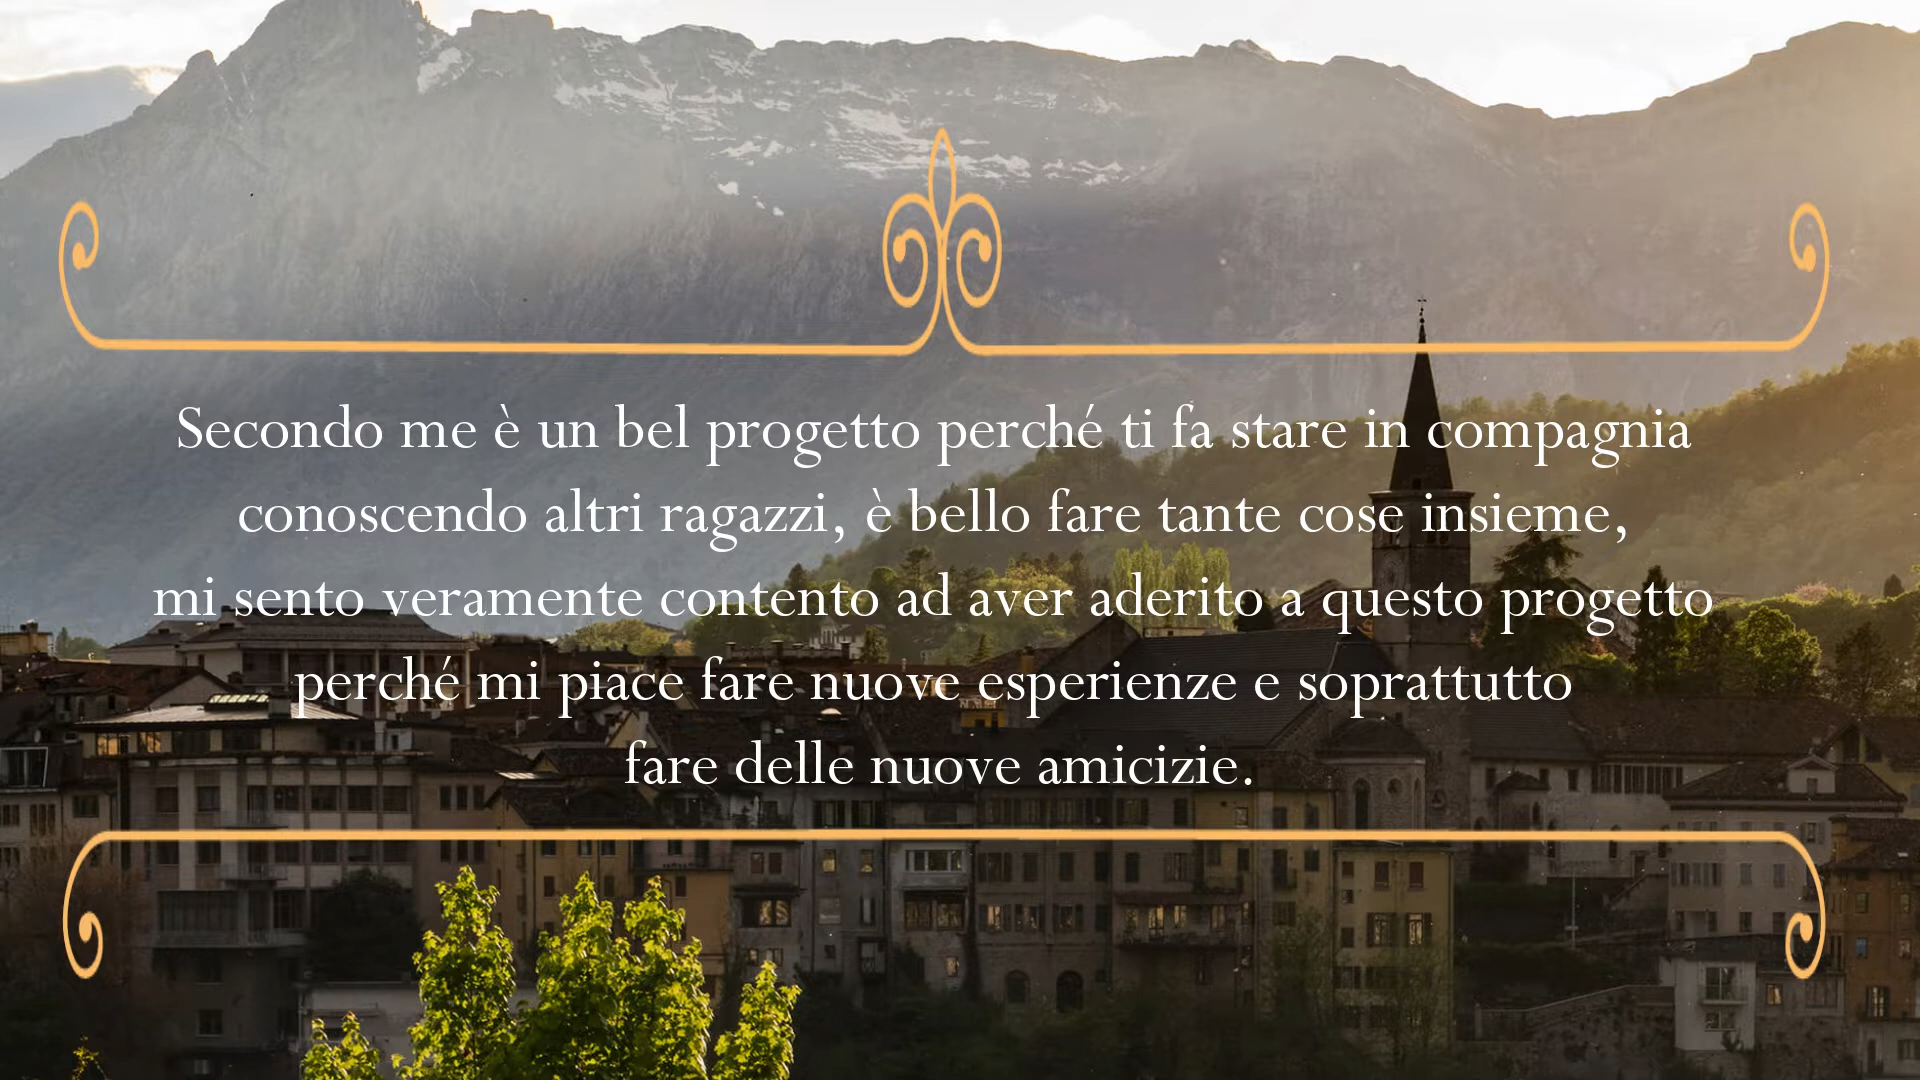 Secondo me è un bel progetto perché ti fa stare in compagnia
conoscendo altri ragazzi, è bello fare tante cose insieme,
mi sento veramente contento ad aver aderito a questo progetto
perché mi piace fare nuove esperienze e soprattutto
fare delle nuove amicizie.